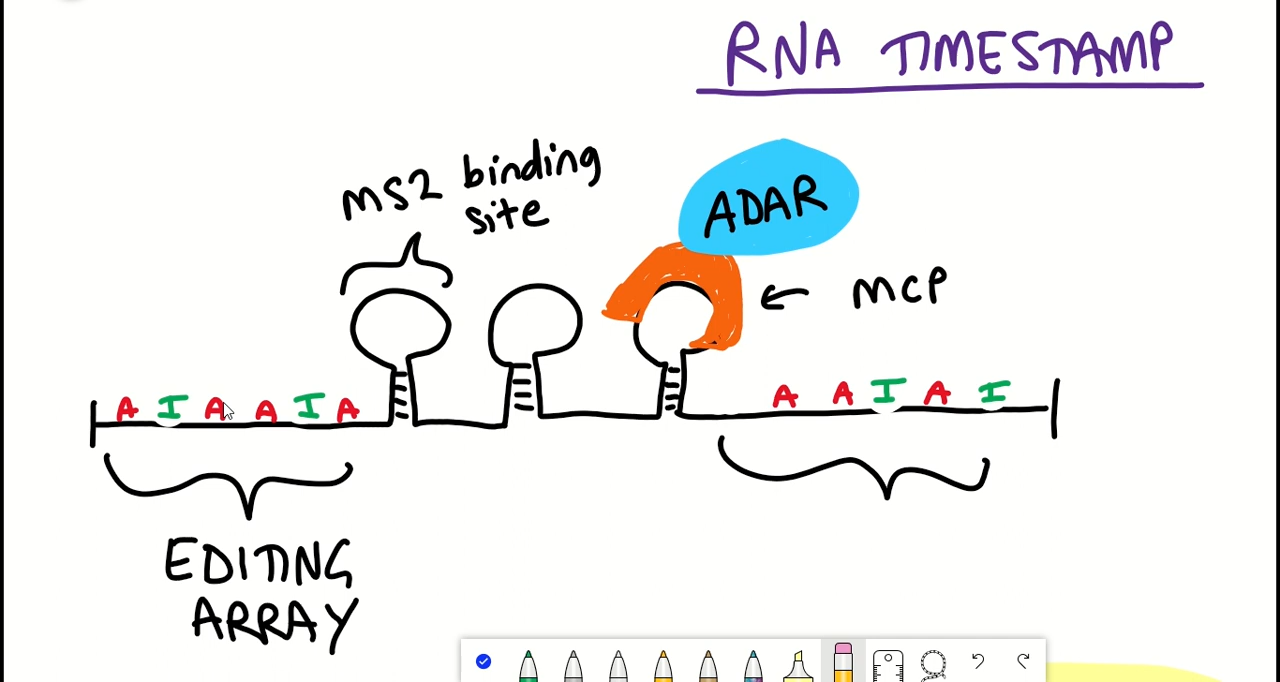 RNA TIMESTAMP
MS2 binding
site
ADAR
← MCP
A I A A I A
A A I A I
EDITING
ARRAY